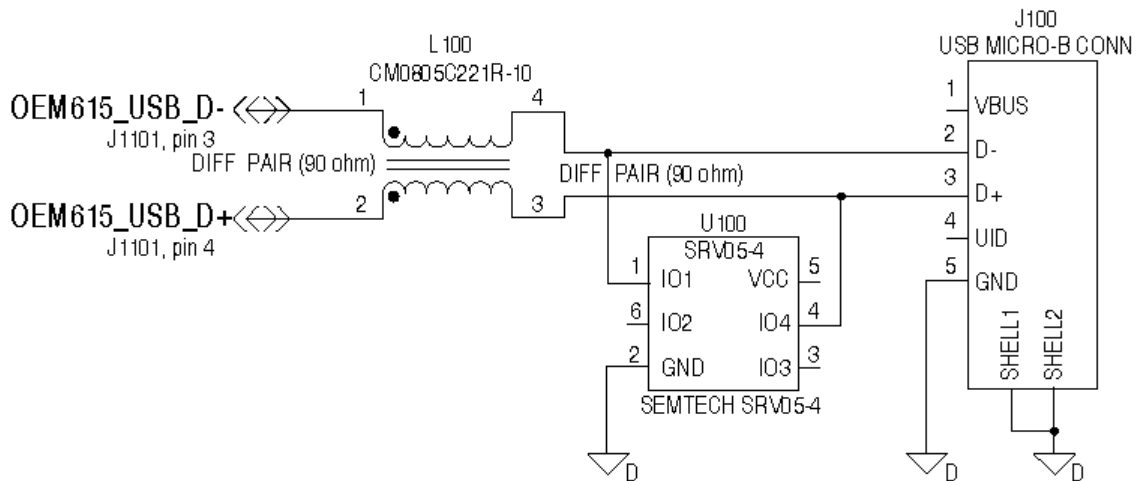 J100
USB MICRO-B CONN
L100
CM0805C221R-10
OEM615_USB_D-
J1101, pin 3
1
4
DIFF PAIR (90 ohm)
DIFF PAIR (90 ohm)
OEM615_USB_D+
J1101, pin 4
2
3
1
VBUS
2
D-
3
D+
4
UID
5
GND
SHELL1
SHELL2
U100
SRV05-4
1
IO1
VCC
5
6
IO2
IO4
4
2
GND
IO3
3
SEMTECH SRV05-4
D
D
D